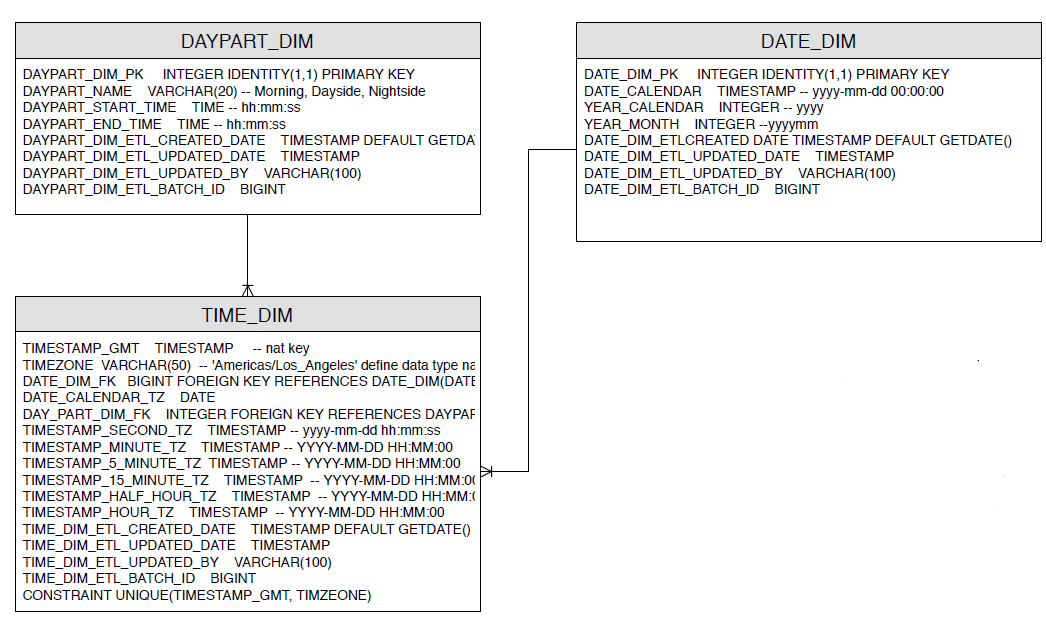 DAYPART_DIM
DAYPART_DIM_PK INTEGER IDENTITY(1,1) PRIMARY KEY
DAYPART_NAME VARCHAR(20) -- Morning, Dayside, Nightside
DAYPART_START_TIME TIME -- hh:mm:ss
DAYPART_END_TIME TIME -- hh:mm:ss
DAYPART_DIM_ETL_CREATED_DATE TIMESTAMP DEFAULT GETDA
DAYPART_DIM_ETL_UPDATED_DATE TIMESTAMP
DAYPART_DIM_ETL_UPDATED_BY VARCHAR(100)
DAYPART_DIM_ETL_BATCH_ID BIGINT
DATE_DIM
DATE_DIM_PK INTEGER IDENTITY(1,1) PRIMARY KEY
DATE_CALENDAR TIMESTAMP -- yyyy-mm-dd 00:00:00
YEAR_CALENDAR INTEGER -- yyyy
YEAR_MONTH INTEGER --yyyymm
DATE_DIM_ETLCREATED DATE TIMESTAMP DEFAULT GETDATE()
DATE_DIM_ETL_UPDATED_DATE TIMESTAMP
DATE_DIM_ETL_UPDATED_BY VARCHAR(100)
DATE_DIM_ETL_BATCH_ID BIGINT
TIME_DIM
TIMESTAMP_GMT TIMESTAMP -- nat key
TIMEZONE VARCHAR(50) -- 'Americas/Los_Angeles' define data type na
DATE_DIM_FK BIGINT FOREIGN KEY REFERENCES DATE_DIM(DATE
DATE_CALENDAR_TZ DATE
DAY_PART_DIM_FK INTEGER FOREIGN KEY REFERENCES DAYPAR
TIMESTAMP_SECOND_TZ TIMESTAMP -- yyyy-mm-dd hh:mm:ss
TIMESTAMP_MINUTE_TZ TIMESTAMP -- YYYY-MM-DD HH:MM:00
TIMESTAMP_5_MINUTE_TZ TIMESTAMP -- YYYY-MM-DD HH:MM:00
TIMESTAMP_15_MINUTE_TZ TIMESTAMP -- YYYY-MM-DD HH:MM:00
TIMESTAMP_HALF_HOUR_TZ TIMESTAMP -- YYYY-MM-DD HH:MM:(
TIMESTAMP_HOUR_TZ TIMESTAMP -- YYYY-MM-DD HH:MM:00
TIME_DIM_ETL_CREATED_DATE TIMESTAMP DEFAULT GETDATE()
TIME_DIM_ETL_UPDATED_DATE TIMESTAMP
TIME_DIM_ETL_UPDATED_BY VARCHAR(100)
TIME_DIM_ETL_BATCH_ID BIGINT
CONSTRAINT UNIQUE(TIMESTAMP_GMT, TIMZEONE)